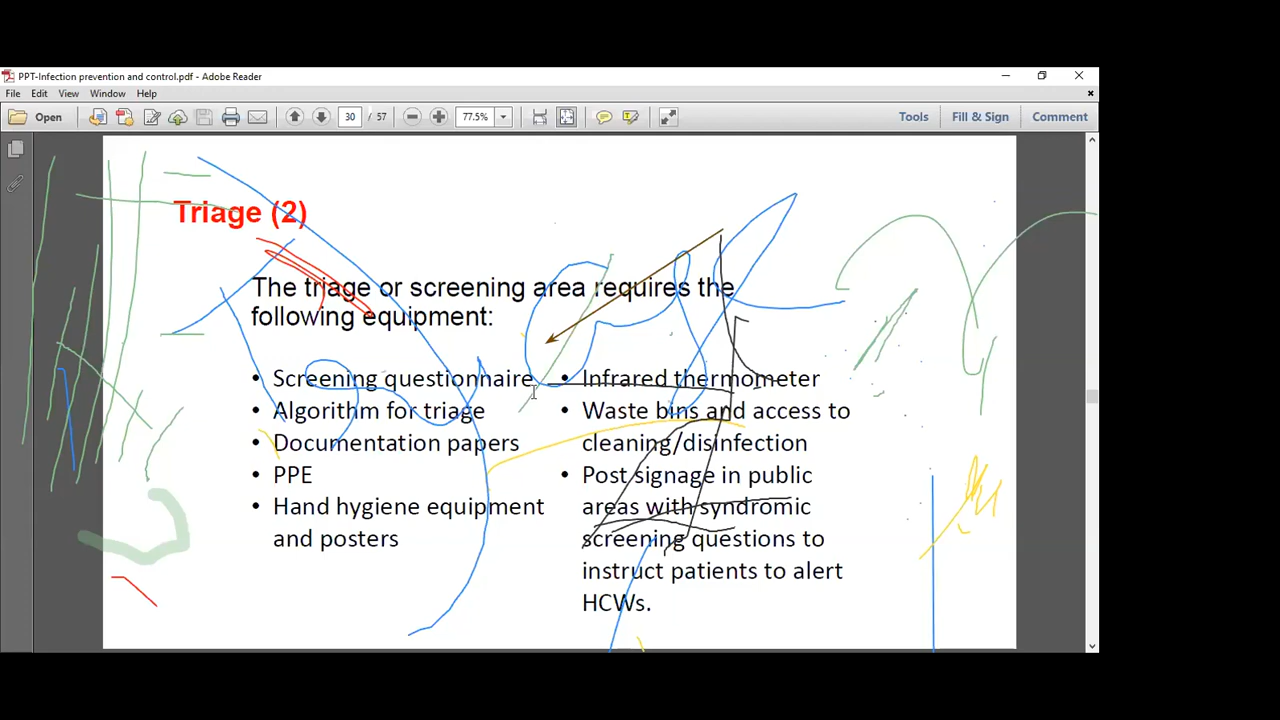 PPT-Infection prevention and control.pdf - Adobe Reader
File Edit View Window Help
Open 30 / 57 77.5% Tools Fill & Sign Comment
Triage (2)
The triage or screening area requires the
following equipment:
• Screening questionnaire
• Algorithm for triage
• Documentation papers
• PPE
• Hand hygiene equipment
and posters
• Infrared thermometer
• Waste bins and access to
cleaning/disinfection
• Post signage in public
areas with syndromic
screening questions to
instruct patients to alert
HCWs.